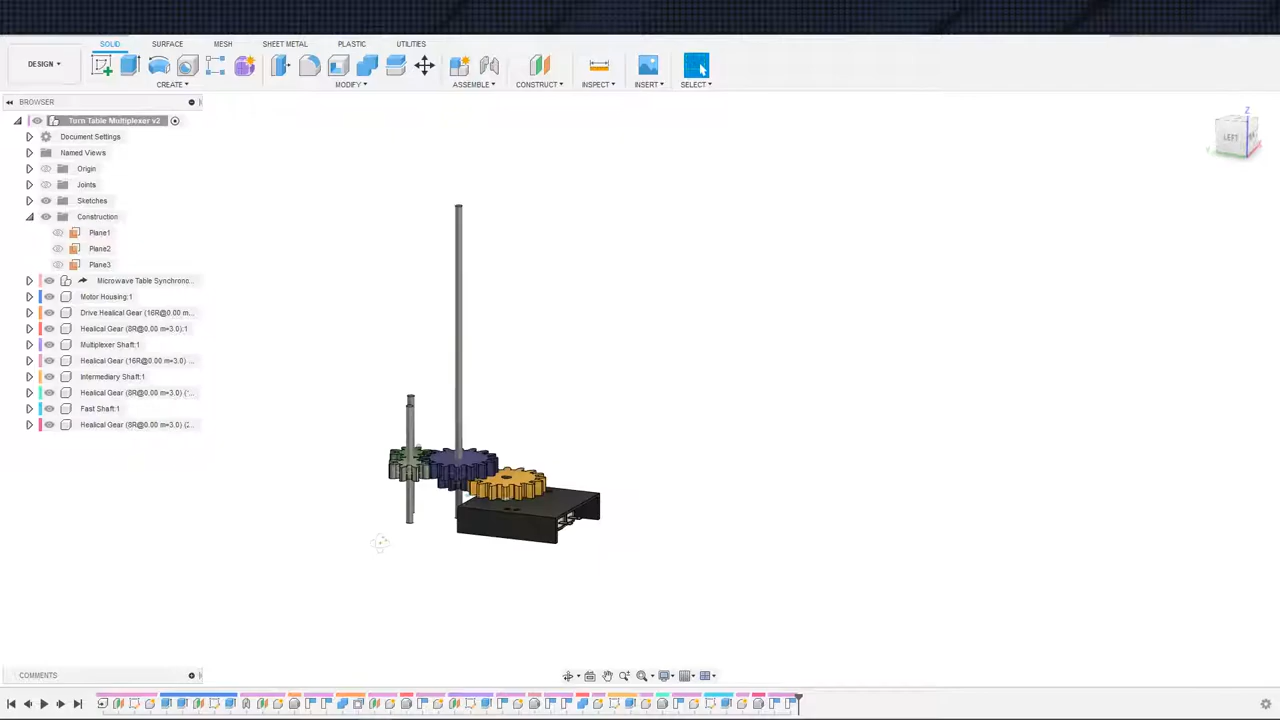 SOLID SURFACE MESH SHEET METAL PLASTIC UTILITIES
DESIGN
CREATE MODIFY ASSEMBLE CONSTRUCT INSPECT INSERT SELECT
BROWSER
Turn Table Multiplexer v2
Document Settings
Named Views
Origin
Joints
Sketches
Construction
Plane1
Plane2
Plane3
Microwave Table Synchrono...
Motor Housing:1
Drive Healical Gear (16R@0.00 m...
Healical Gear (8R@0.00 m=3.0):1
Multiplexer Shaft:1
Healical Gear (16R@0.00 m=3.0) ...
Intermediary Shaft:1
Healical Gear (8R@0.00 m=3.0) (1...
Fast Shaft:1
Healical Gear (8R@0.00 m=3.0) (2...
Z
LEFT
COMMENTS